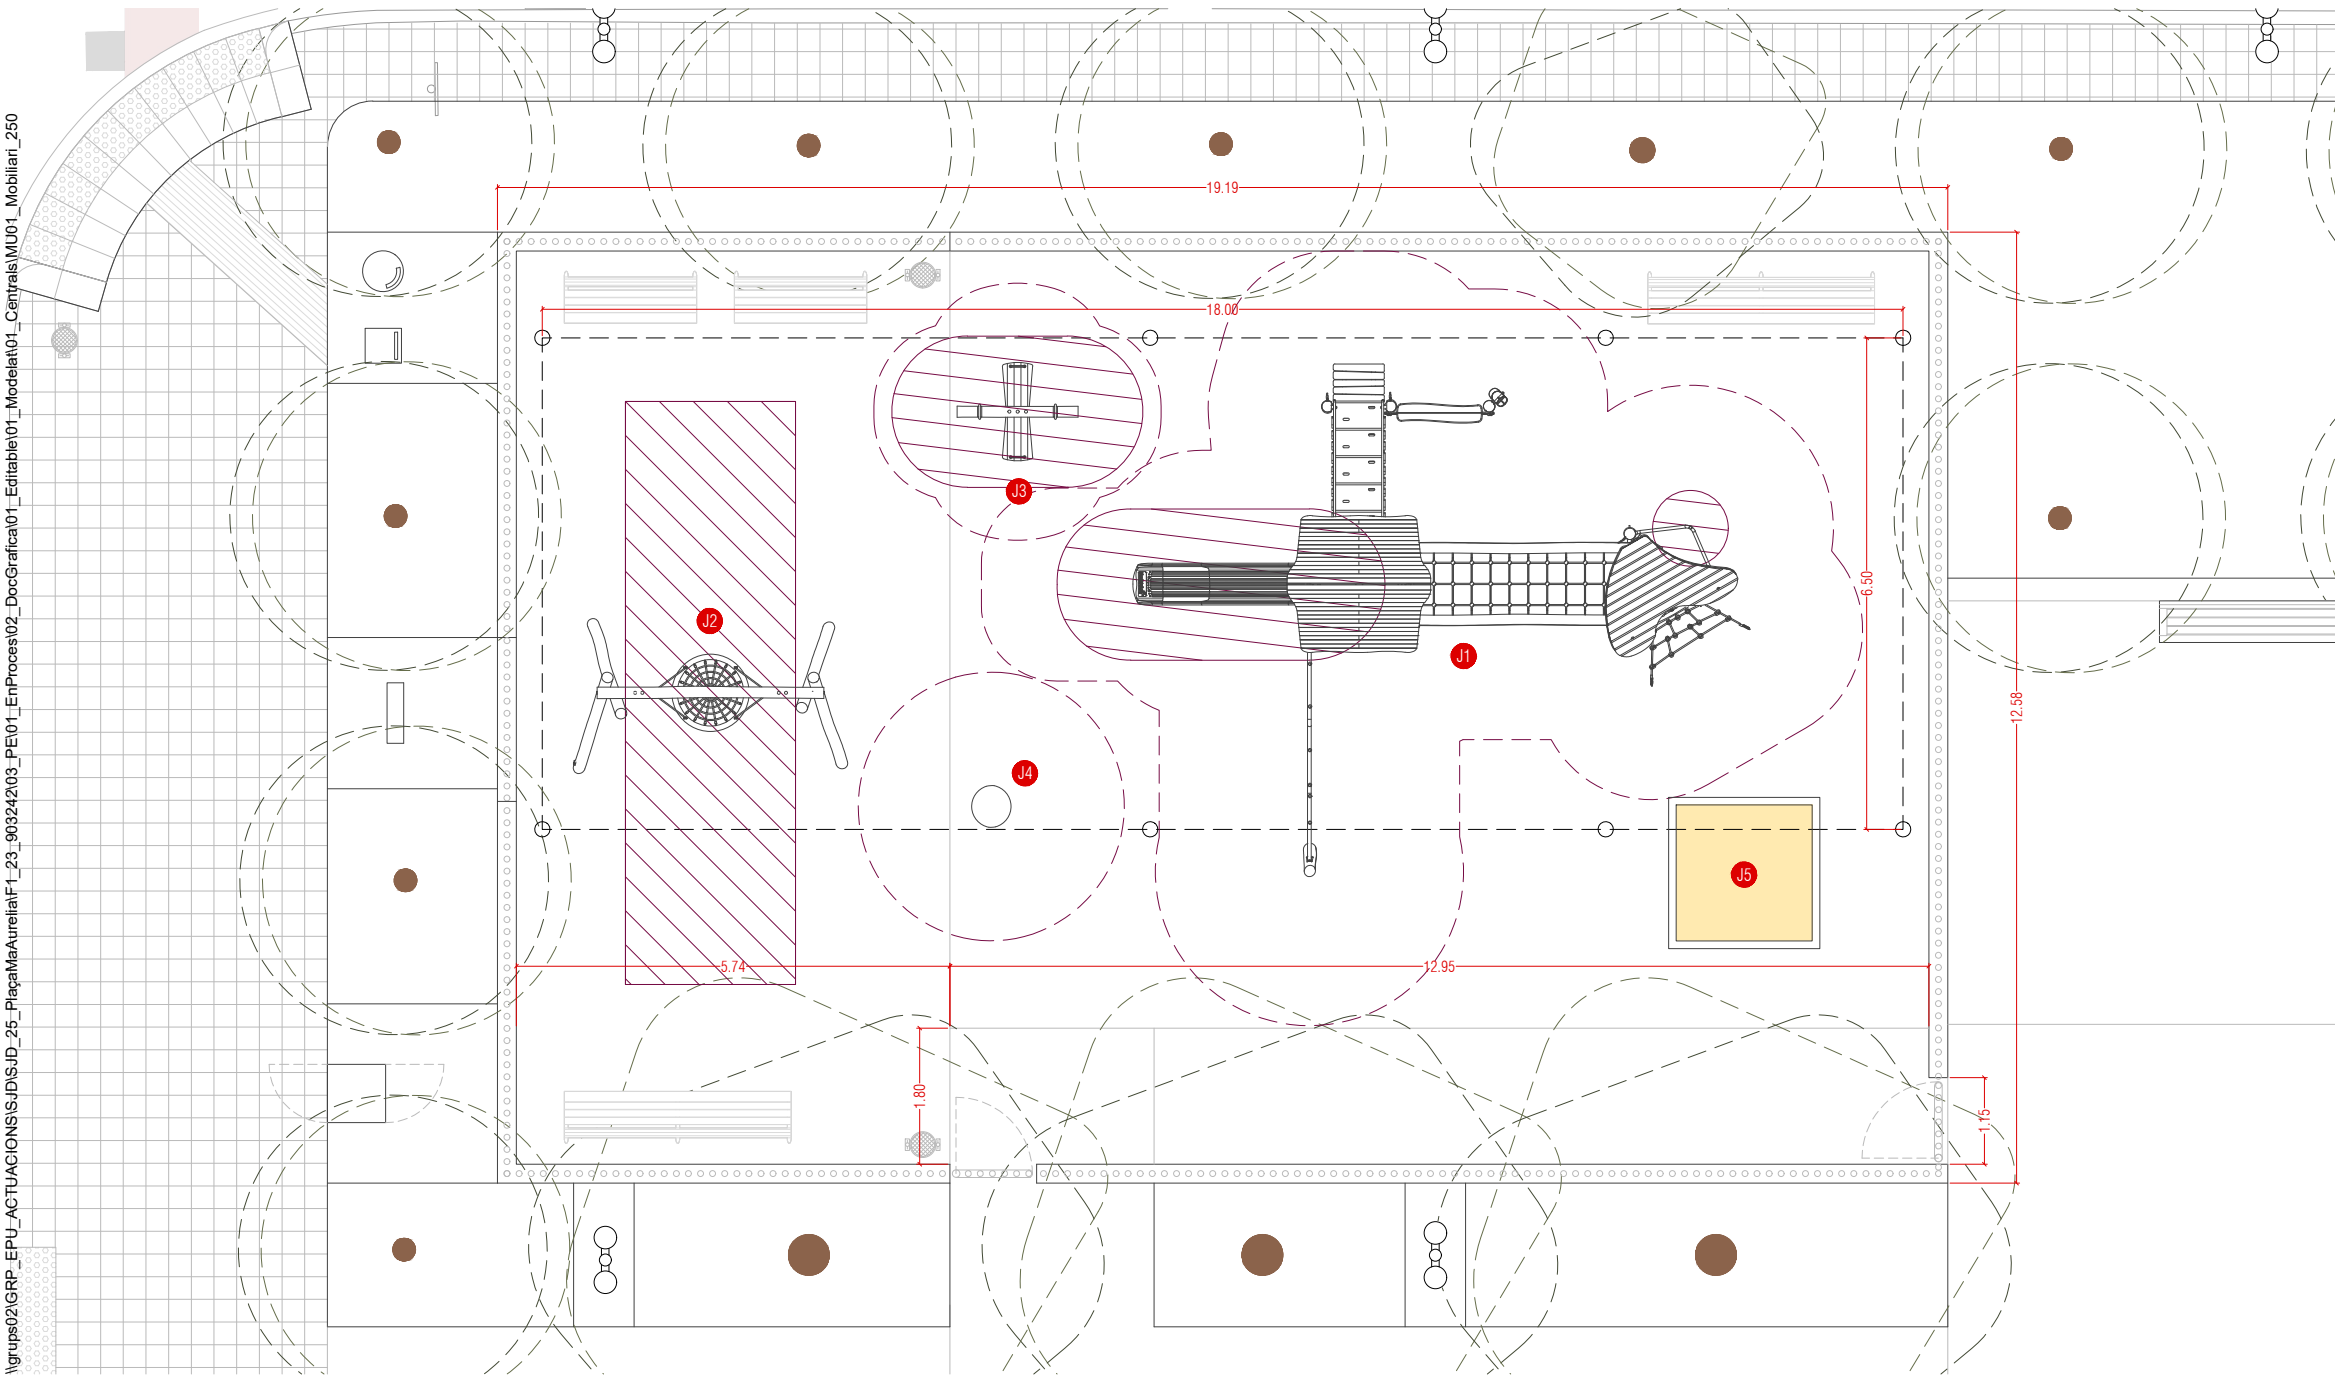 \\grups02\GRP_EPU_ACTUACIONS\SJD\SJD_25_PlaçaMaAurelia\F1_23_903242\03_PE\01_EnProces\02_DocGrafica\01_Editable\01_Modelat\01_Centrals\MU01_Mobiliari_250
19.19
18.00
J3
6.50
J2
J1
12.58
J4
J5
5.74
12.95
1.80
1.15